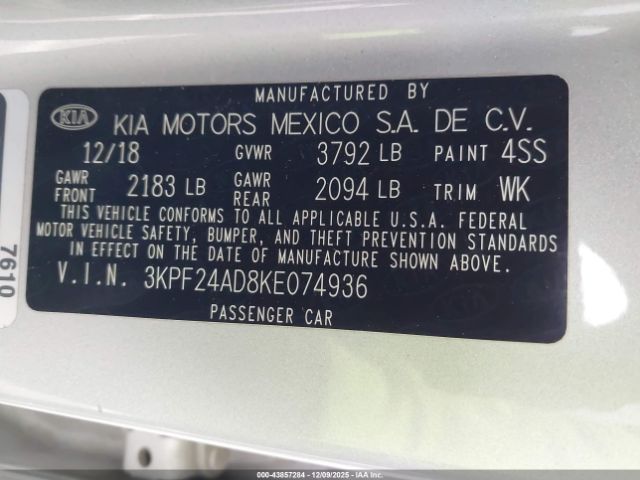 MANUFACTURED BY
KIA KIA MOTORS MEXICO S.A. DE C.V.
12/18 GVWR 3792 LB PAINT 4SS
GAWR FRONT 2183 LB GAWR REAR 2094 LB TRIM WK
THIS VEHICLE CONFORMS TO ALL APPLICABLE U.S.A. FEDERAL
MOTOR VEHICLE SAFETY, BUMPER, AND THEFT PREVENTION STANDARDS
IN EFFECT ON THE DATE OF MANUFACTURE SHOWN ABOVE.
V.I.N. 3KPF24AD8KE074936
PASSENGER CAR
7610
000-43857284 | 12/09/2025 | IAAI.COM